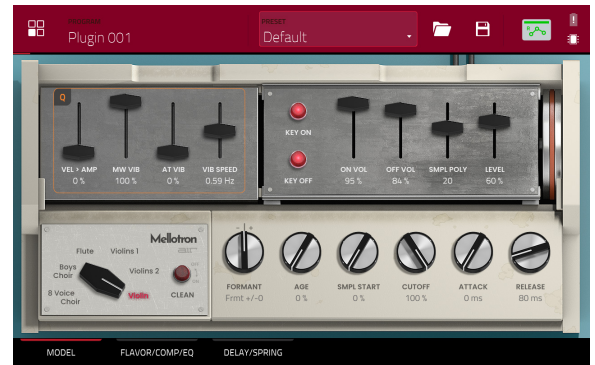 PROGRAM
Plugin 001
PRESET
Default
Q
VEL > AMP
0 %
MW VIB
100 %
AT VIB
0 %
VIB SPEED
0.59 Hz
KEY ON
KEY OFF
ON VOL
95 %
OFF VOL
84 %
SMPL POLY
20
LEVEL
60 %
Mellotron
Flute
Violins 1
Boys
Choir
Violins 2
8 Voice
Choir
Violin
OFF
ON
CLEAN
- +
FORMANT
Frmt +/-0
AGE
0 %
SMPL START
0 %
CUTOFF
100 %
ATTACK
0 ms
RELEASE
80 ms
MODEL
FLAVOR/COMP/EQ
DELAY/SPRING